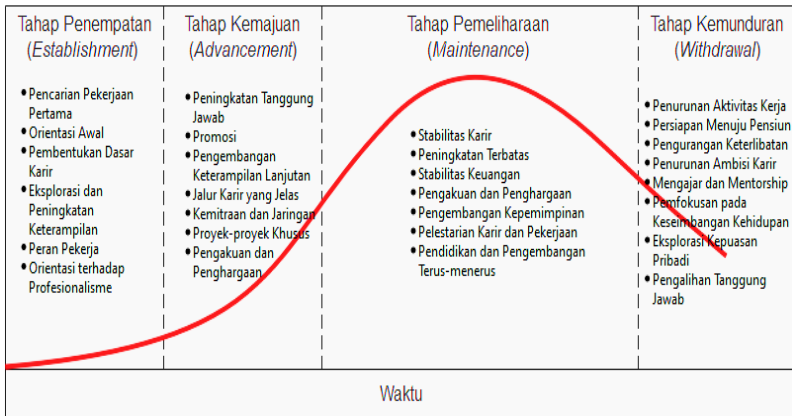 Tahap Penempatan
(Establishment)
• Pencarian Pekerjaan
Pertama
• Orientasi Awal
• Pembentukan Dasar
Karir
• Eksplorasi dan
Peningkatan
Keterampilan
• Peran Pekerja
• Orientasi terhadap
Profesionalisme
Tahap Kemajuan
(Advancement)
• Peningkatan Tanggung
Jawab
• Promosi
• Pengembangan
Keterampilan Lanjutan
• Jalur Karir yang Jelas
• Kemitraan dan Jaringan
• Proyek-proyek Khusus
• Pengakuan dan
Penghargaan
Tahap Pemeliharaan
(Maintenance)
• Stabilitas Karir
• Peningkatan Terbatas
• Stabilitas Keuangan
• Pengakuan dan Penghargaan
• Pengembangan Kepemimpinan
• Pelestarian Karir dan Pekerjaan
• Pendidikan dan Pengembangan
Terus-menerus
Tahap Kemunduran
(Withdrawal)
• Penurunan Aktivitas Kerja
• Persiapan Menuju Pensiun
• Pengurangan Keterlibatan
• Penurunan Ambisi Karir
• Mengajar dan Mentorship
• Pemfokusan pada
Keseimbangan Kehidupan
• Eksplorasi Kepuasan
Pribadi
• Pengalihan Tanggung
Jawab
Waktu